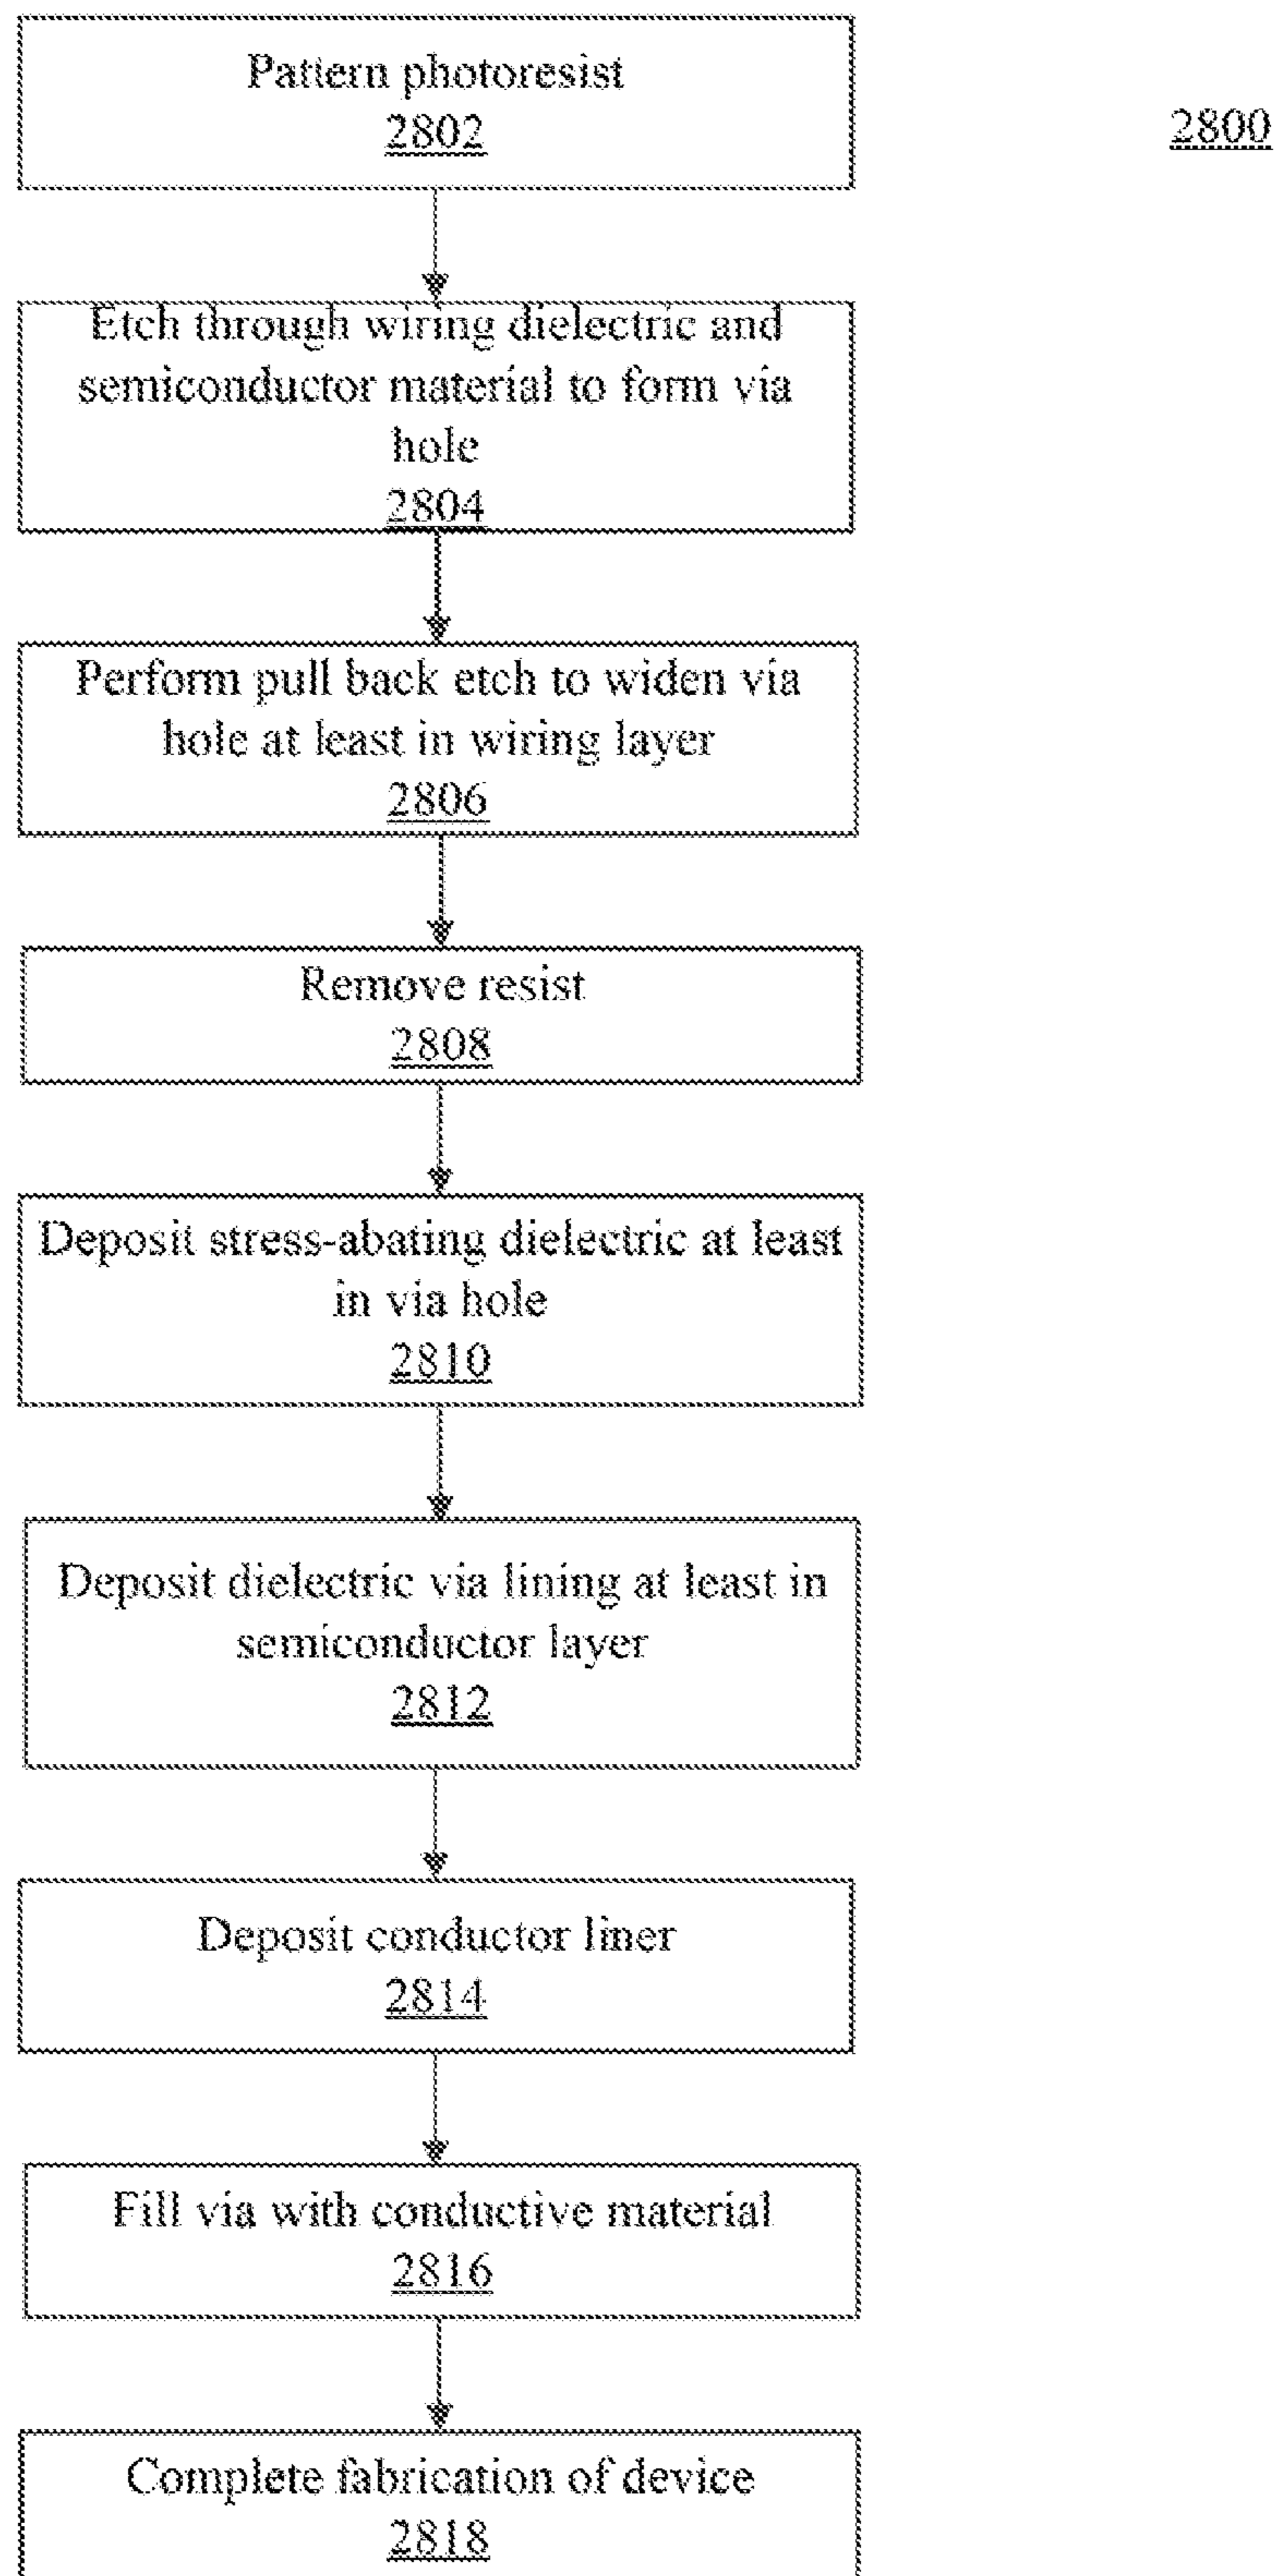 Pattern photoresist
2802
2800
Etch through wiring dielectric and
semiconductor material to form via
hole
2804
Perform pull back etch to widen via
hole at least in wiring layer
2806
Remove resist
2808
Deposit stress-abating dielectric at least
in via hole
2810
Deposit dielectric via lining at least in
semiconductor layer
2812
Deposit conductor liner
2814
Fill via with conductive material
2816
Complete fabrication of device
2818